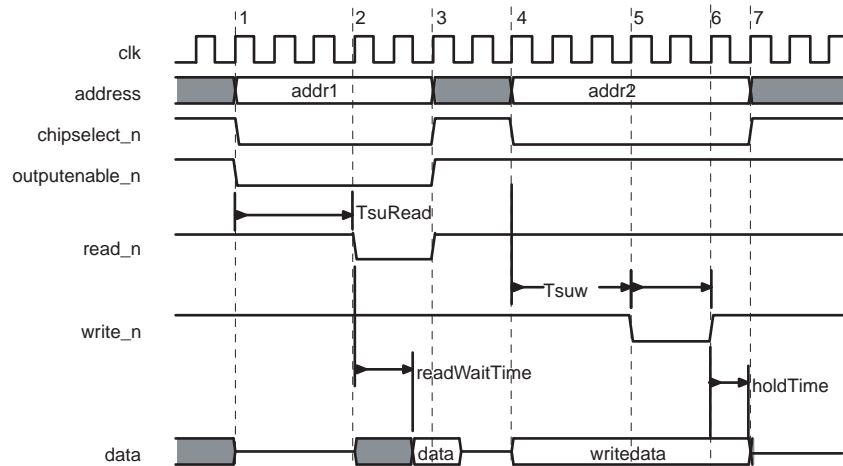 1 2 3 4 5 6 7
clk
address addr1 addr2
chipselect_n
outputenable_n
TsuRead
read_n
Tsuw
write_n
readWaitTime
holdTime
data data writedata